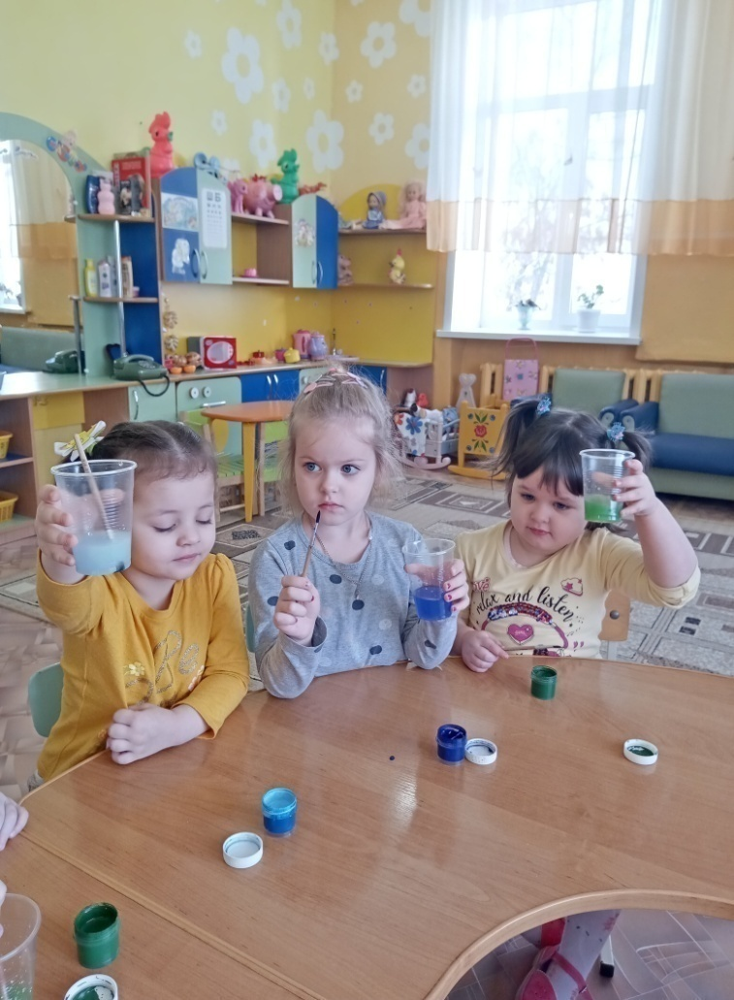 Ш Б
relax and listen